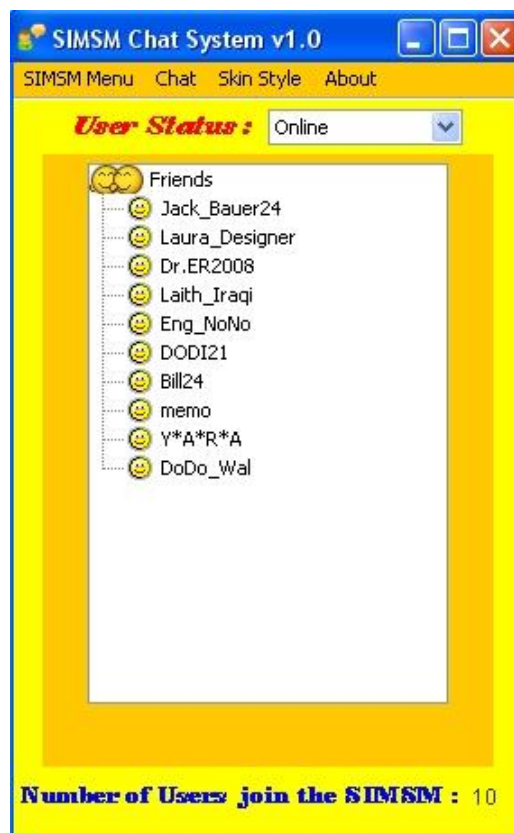 SIMSM Chat System v1.0
SIMSM Menu Chat Skin Style About
User Status : Online
Friends
Jack_Bauer24
Laura_Designer
Dr.ER2008
Laith_Iraqi
Eng_NoNo
DODI21
Bill24
memo
Y*A*R*A
DoDo_Wal
Number of Users join the SIMSM : 10